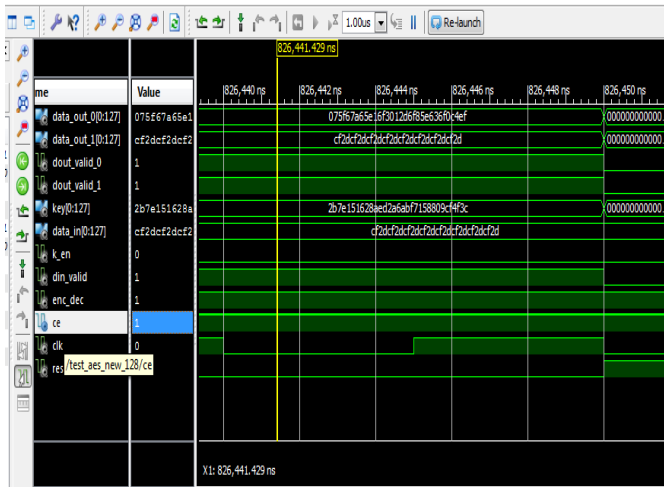 1.00us
Re-launch
826,441.429 ns
me
Value
826,440 ns
826,442 ns
826,444 ns
826,446 ns
826,448 ns
826,450 ns
data_out_0[0:127]
075f67a65e1
075f67a65e16f3012d6f85e636f0c4ef
000000000000
data_out_1[0:127]
cf2dcf2dcf2
cf2dcf2dcf2dcf2dcf2dcf2dcf2dcf2d
000000000000
dout_valid_0
1
dout_valid_1
1
key[0:127]
2b7e151628a
2b7e151628aed2a6abf7158809cf4f3c
000000000000
data_in[0:127]
cf2dcf2dcf2
cf2dcf2dcf2dcf2dcf2dcf2dcf2dcf2d
k_en
0
din_valid
1
enc_dec
1
ce
1
clk
0
res
/test_aes_new_128/ce
X1: 826,441.429 ns